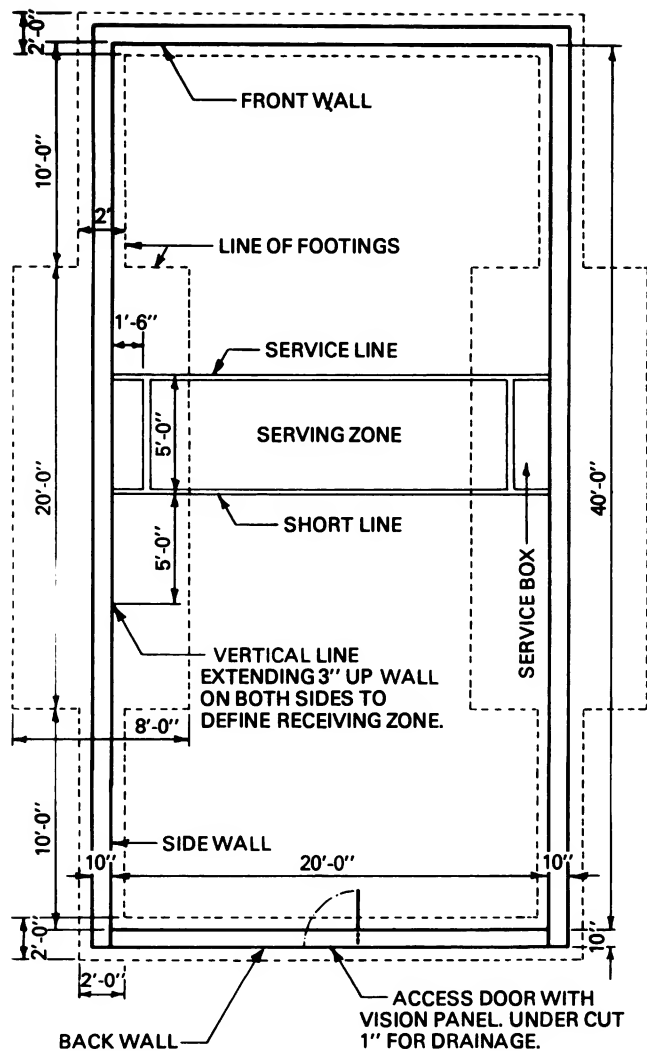 2'-0"
FRONT WALL
10'-0"
2'
LINE OF FOOTINGS
1'-6"
SERVICE LINE
5'-0"
SERVING ZONE
20'-0"
40'-0"
SHORT LINE
5'-0"
SERVICE BOX
VERTICAL LINE
EXTENDING 3" UP WALL
ON BOTH SIDES TO
DEFINE RECEIVING ZONE.
8'-0"
10'-0"
SIDE WALL
10"
20'-0"
10"
2'-0"
10"
2'-0"
ACCESS DOOR WITH
VISION PANEL. UNDER CUT
1" FOR DRAINAGE.
BACK WALL